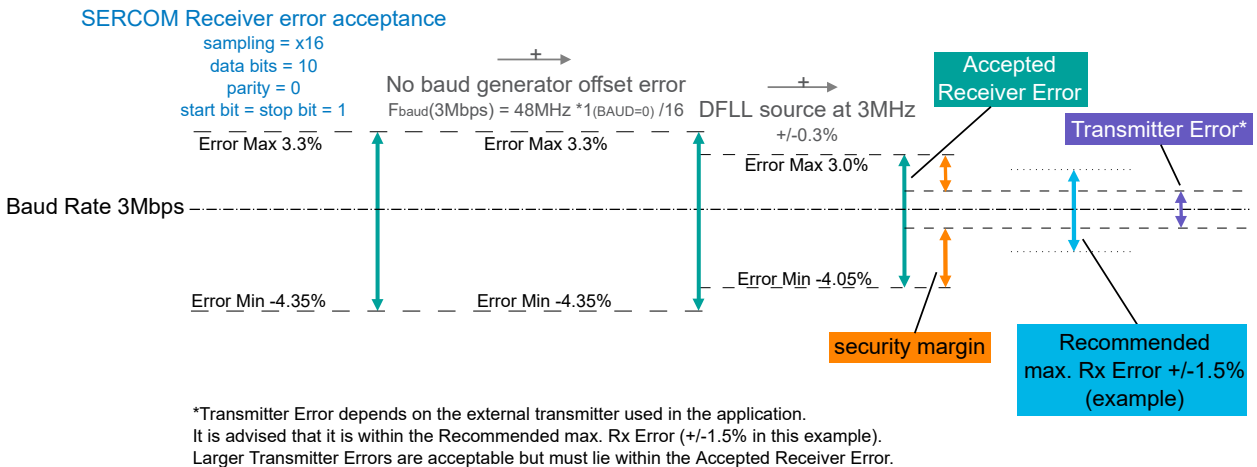 SERCOM Receiver error acceptance
sampling = x16
data bits = 10
parity = 0
start bit = stop bit = 1
+
No baud generator offset error
Fbaud(3Mbps) = 48MHz *1(BAUD=0) /16
+
DFLL source at 3MHz
+/-0.3%
Accepted
Receiver Error
Transmitter Error*
Error Max 3.3%
Error Max 3.3%
Error Max 3.0%
Baud Rate 3Mbps
Error Min -4.35%
Error Min -4.35%
Error Min -4.05%
security margin
Recommended
max. Rx Error +/-1.5%
(example)
*Transmitter Error depends on the external transmitter used in the application.
It is advised that it is within the Recommended max. Rx Error (+/-1.5% in this example).
Larger Transmitter Errors are acceptable but must lie within the Accepted Receiver Error.